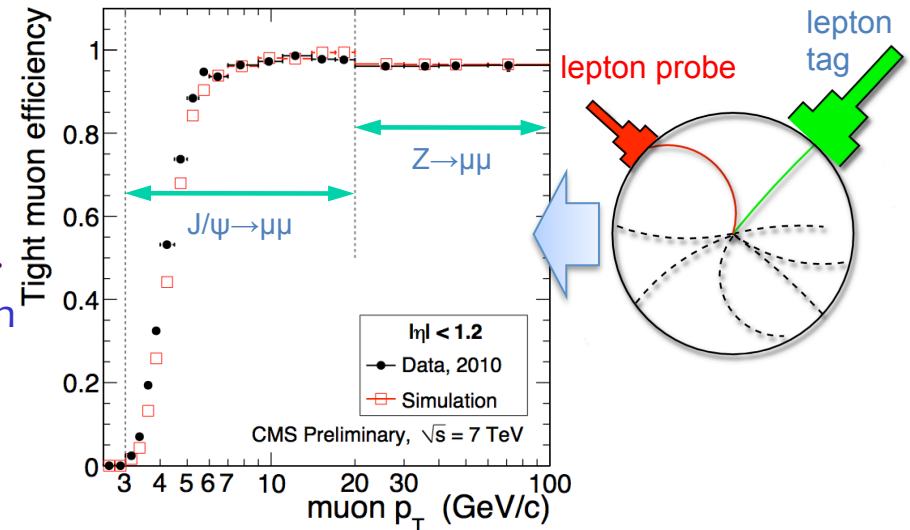 Tight muon efficiency
1
0.8
0.6
0.4
0.2
0
Z→μμ
J/ψ→μμ
|η| < 1.2
Data, 2010
Simulation
CMS Preliminary, √s = 7 TeV
3 4 5 6 7 10 20 30 100
muon p_T (GeV/c)
lepton probe
lepton
tag
n